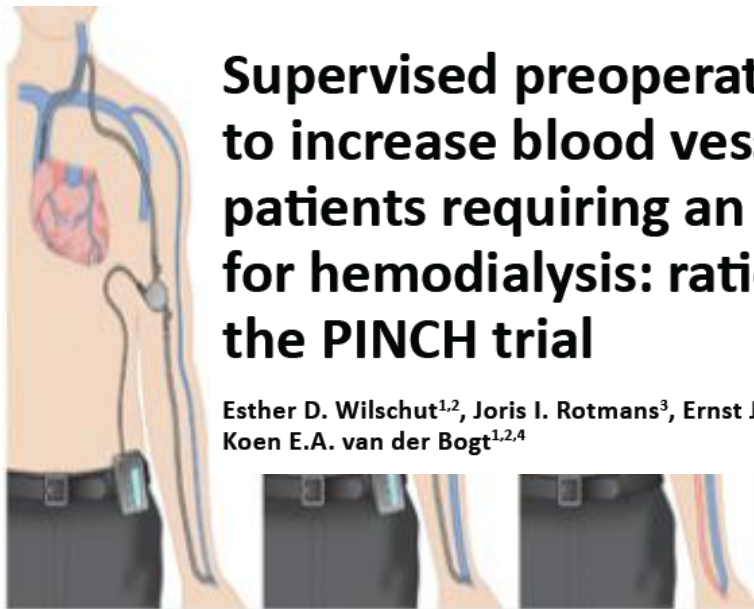 Supervised preoperat
to increase blood vess
patients requiring an
for hemodialysis: ratio
the PINCH trial
Esther D. Wilschut1,2, Joris I. Rotmans3, Ernst J
Koen E.A. van der Bogt1,2,4